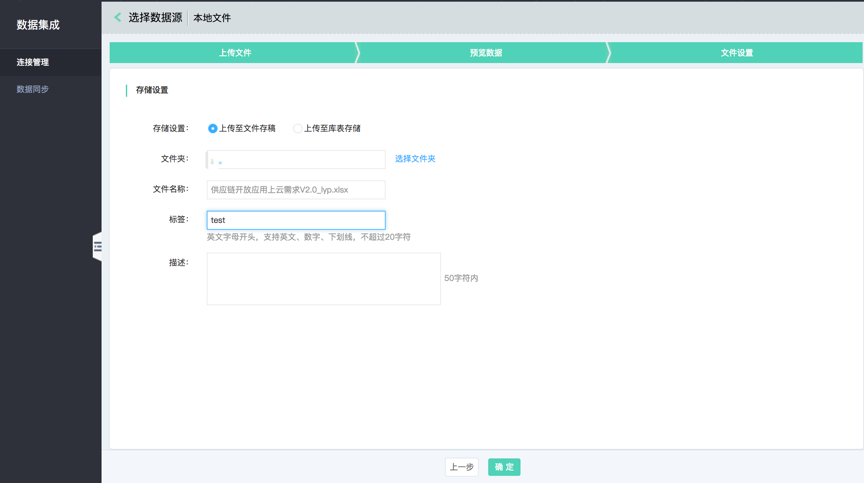 数据集成
选择数据源 本地文件
连接管理
数据同步
上传文件 预览数据 文件设置
存储设置
存储设置: 上传至文件存稿 上传至库表存储
文件夹: 选择文件夹
文件名称: 供应链开放应用上云需求V2.0_lyp.xlsx
标签: test
英文字母开头，支持英文、数字、下划线，不超过20字符
描述: 50字符内
上一步 确 定